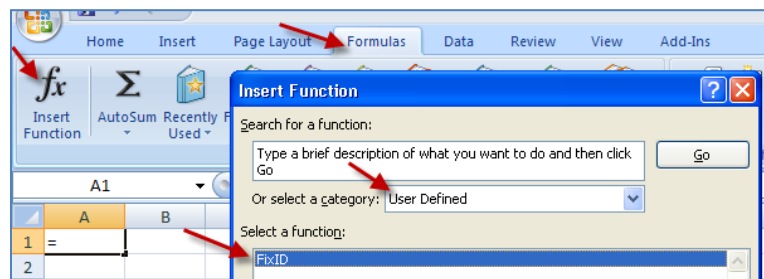 Home Insert Page Layout Formulas Data Review View Add-Ins
Insert Function
fx
Insert
Function
Σ
AutoSum
Recently
Used
F
Search for a function:
Type a brief description of what you want to do and then click
Go
Go
A1
Or select a category: User Defined
A B
Select a function:
1 =
FixID
2